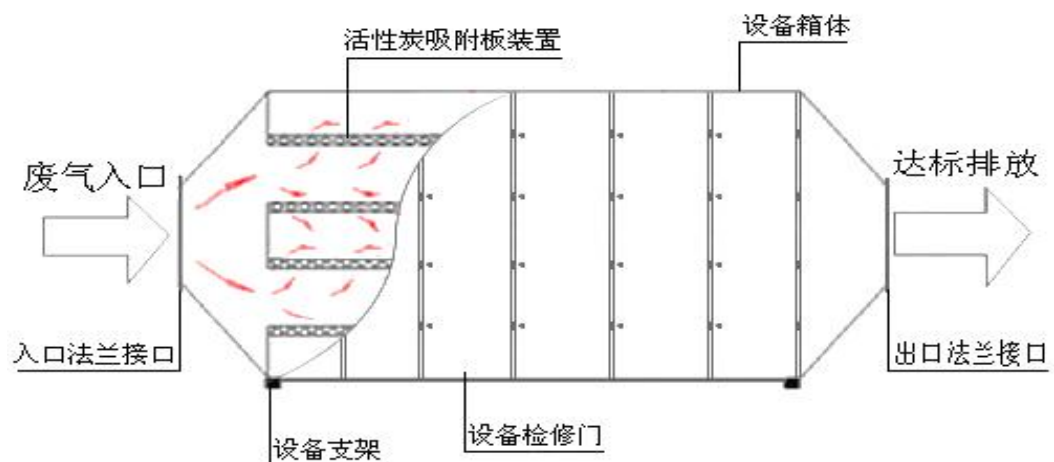 活性炭吸附板装置
设备箱体
废气入口
达标排放
入口法兰接口
出口法兰接口
设备支架
设备检修门